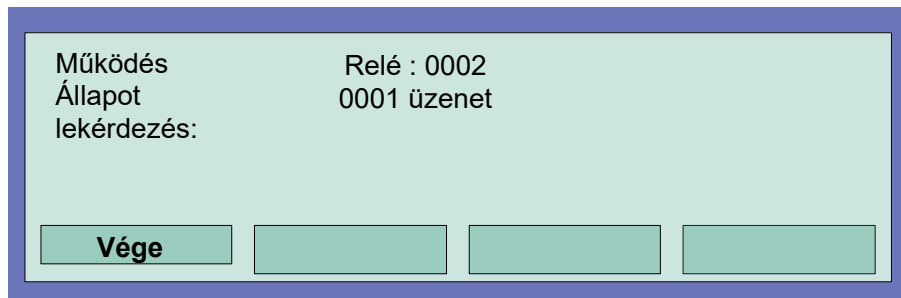 Működés Relé : 0002
Állapot 0001 üzenet
lekérdezés:
Vége